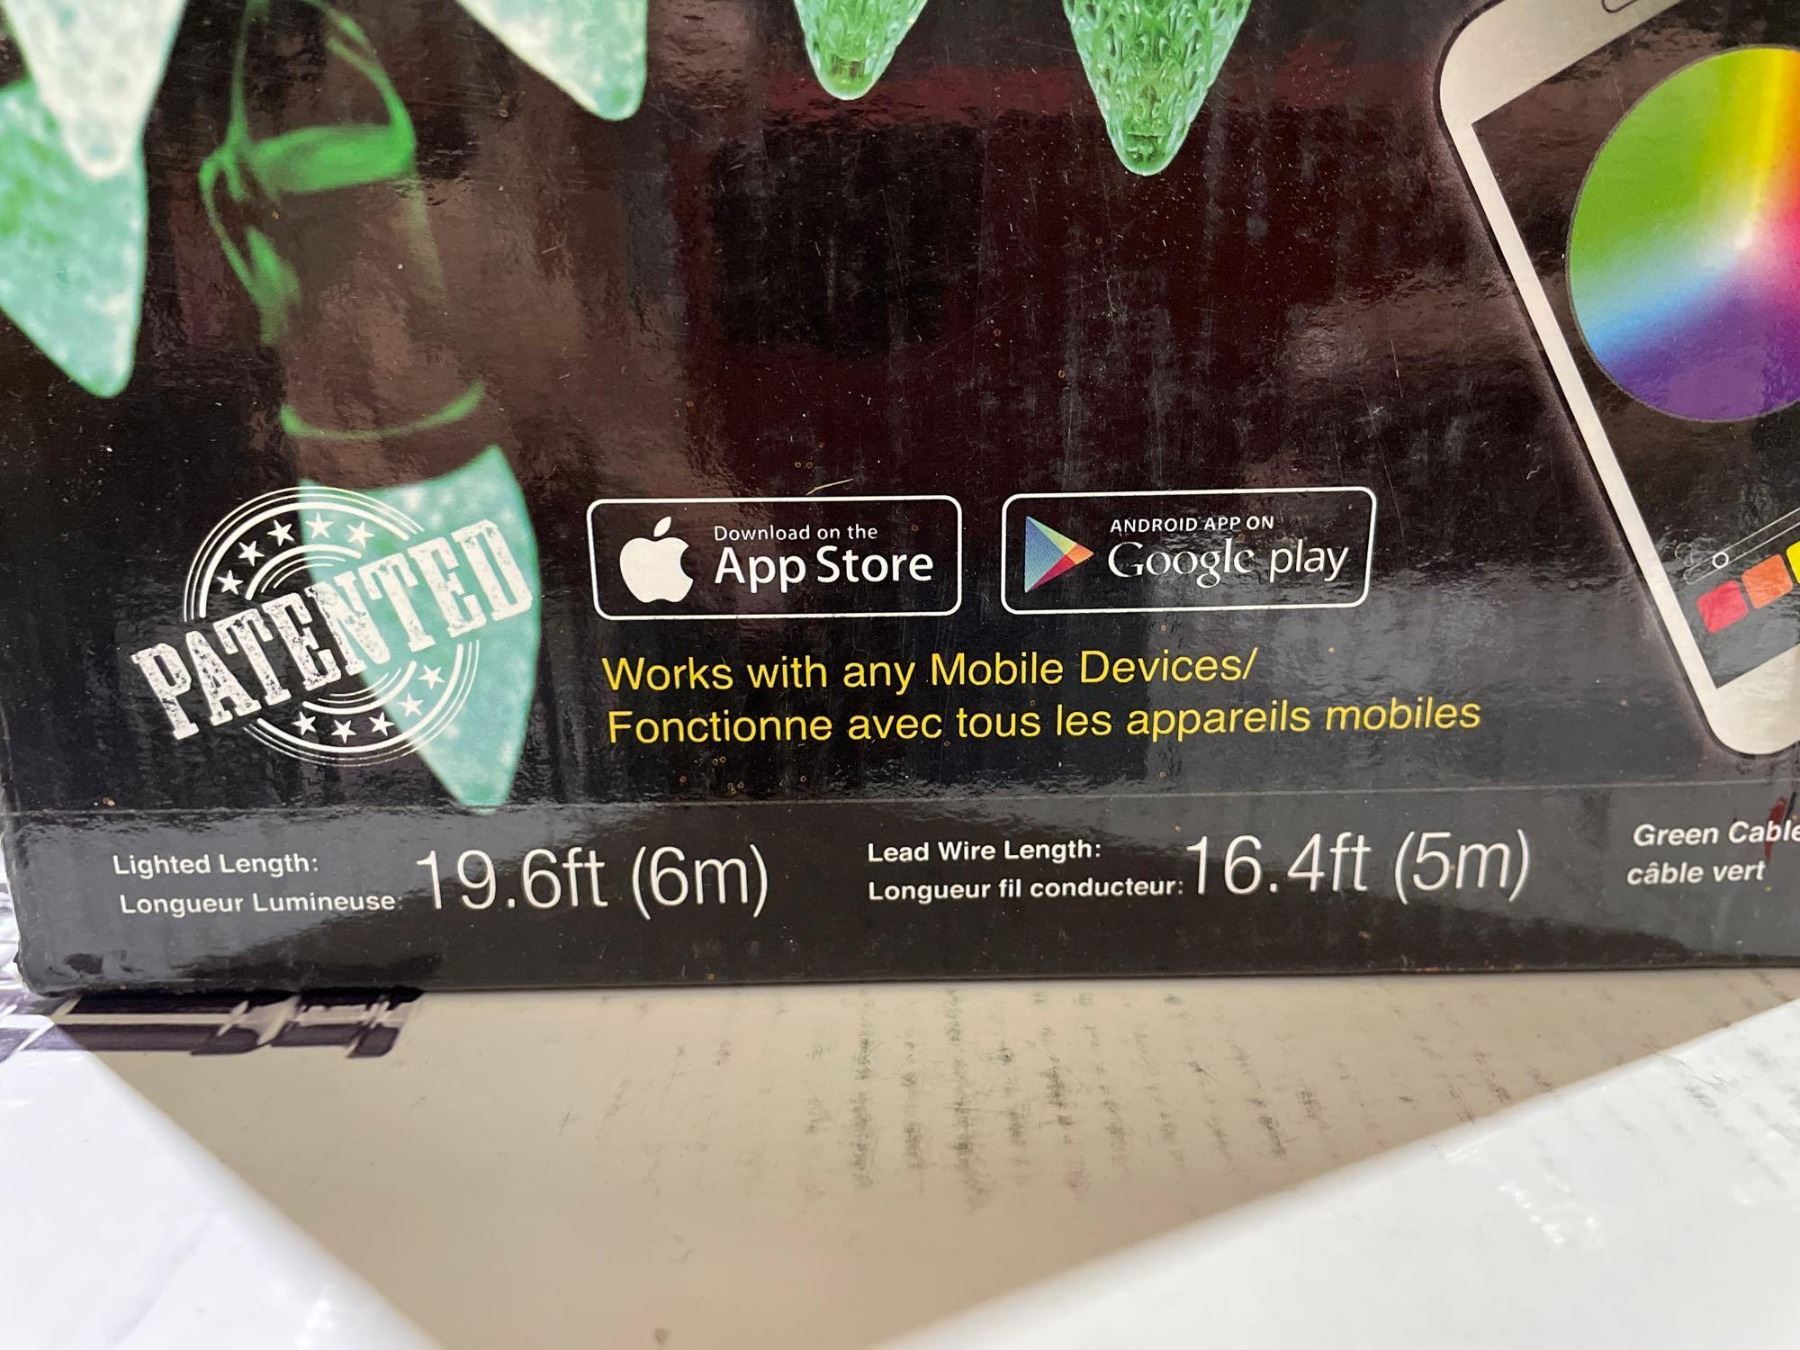 PATENTED
Download on the
App Store
ANDROID APP ON
Google play
Works with any Mobile Devices/
Fonctionne avec tous les appareils mobiles
Lighted Length:
Longueur Lumineuse:
19.6ft (6m)
Lead Wire Length:
Longueur fil conducteur:
16.4ft (5m)
Green Cable
câble vert